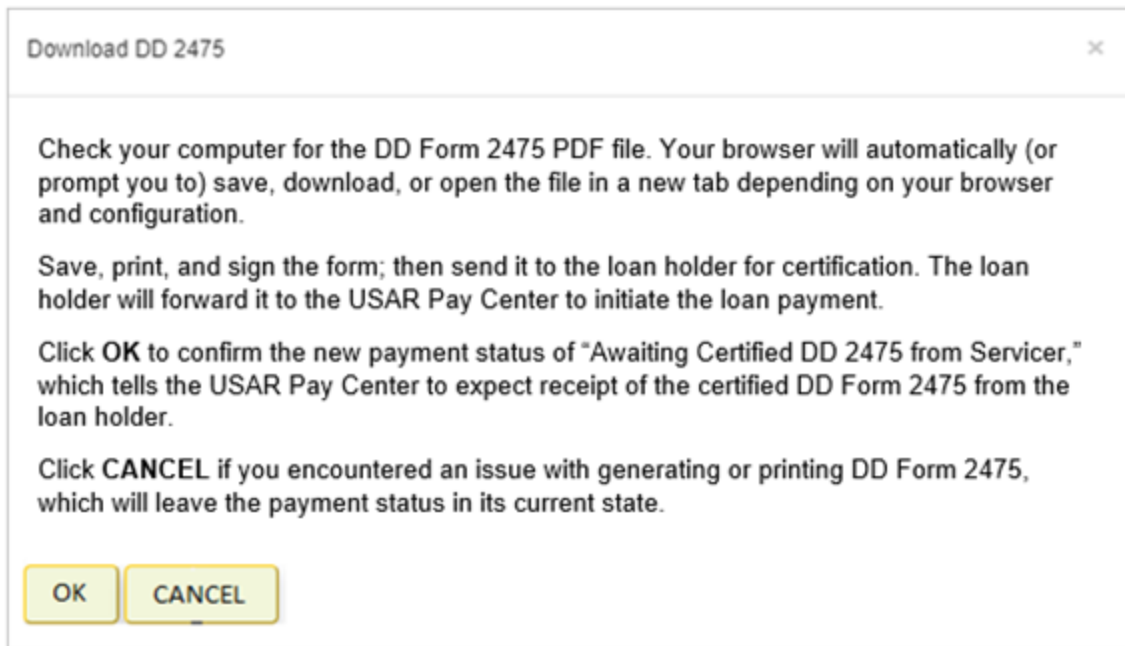 Download DD 2475 ×
Check your computer for the DD Form 2475 PDF file. Your browser will automatically (or
prompt you to) save, download, or open the file in a new tab depending on your browser
and configuration.
Save, print, and sign the form; then send it to the loan holder for certification. The loan
holder will forward it to the USAR Pay Center to initiate the loan payment.
Click OK to confirm the new payment status of “Awaiting Certified DD 2475 from Servicer,”
which tells the USAR Pay Center to expect receipt of the certified DD Form 2475 from the
loan holder.
Click CANCEL if you encountered an issue with generating or printing DD Form 2475,
which will leave the payment status in its current state.
OK CANCEL